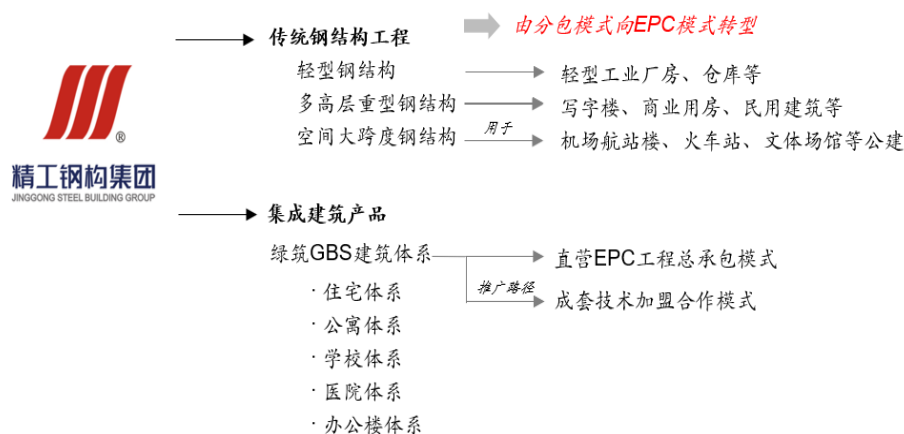 传统钢结构工程 由分包模式向EPC模式转型
轻型钢结构 轻型工业厂房、仓库等
多高层重型钢结构 写字楼、商业用房、民用建筑等
空间大跨度钢结构 用于 机场航站楼、火车站、文体场馆等公建
®
精工钢构集团
JINGGONG STEEL BUILDING GROUP
集成建筑产品
绿筑GBS建筑体系 直营EPC工程总承包模式
推广路径
成套技术加盟合作模式
·住宅体系
·公寓体系
·学校体系
·医院体系
·办公楼体系